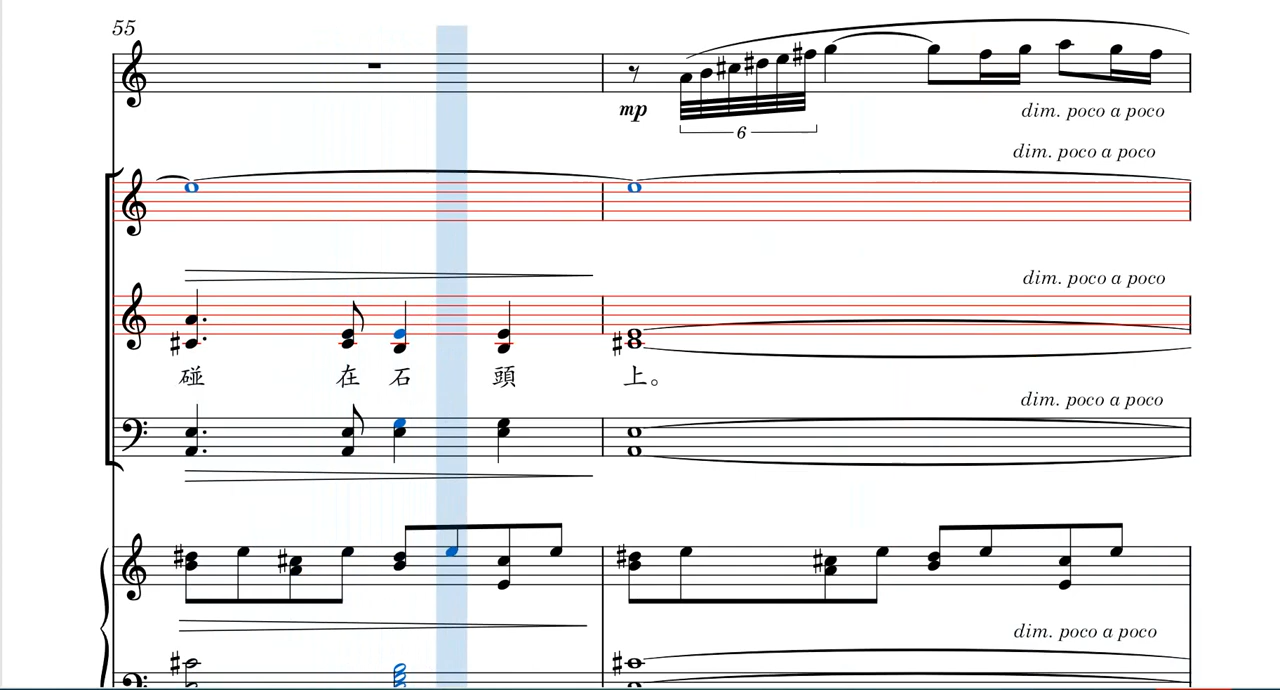 55
mp
6
dim. poco a poco
dim. poco a poco
dim. poco a poco
碰 在 石 頭 上。
dim. poco a poco
dim. poco a poco